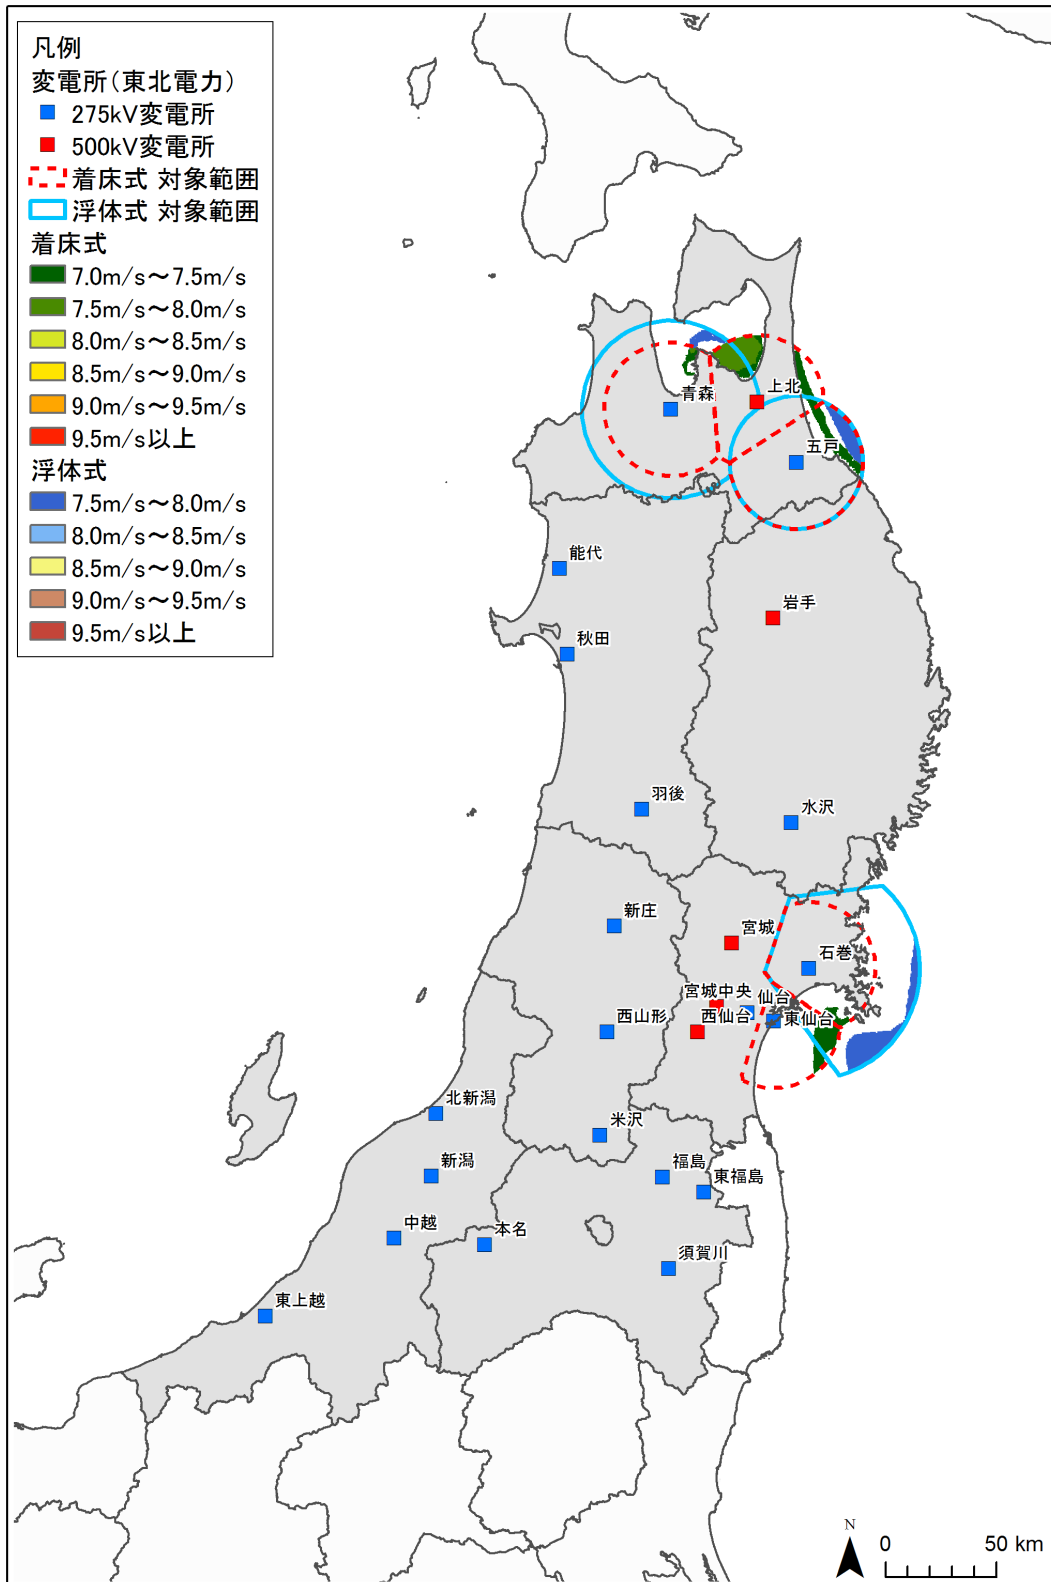 凡例
変電所(東北電力)
275kV変電所
500kV変電所
着床式 対象範囲
浮体式 対象範囲
着床式
7.0m/s～7.5m/s
7.5m/s～8.0m/s
8.0m/s～8.5m/s
8.5m/s～9.0m/s
9.0m/s～9.5m/s
9.5m/s以上
浮体式
7.5m/s～8.0m/s
8.0m/s～8.5m/s
8.5m/s～9.0m/s
9.0m/s～9.5m/s
9.5m/s以上
青森
上北
五戸
能代
岩手
秋田
羽後
水沢
新庄
宮城
石巻
宮城中央
仙台
西山形
西仙台
東仙台
北新潟
米沢
新潟
福島
東福島
中越
本名
須賀川
東上越
N
0 50 km